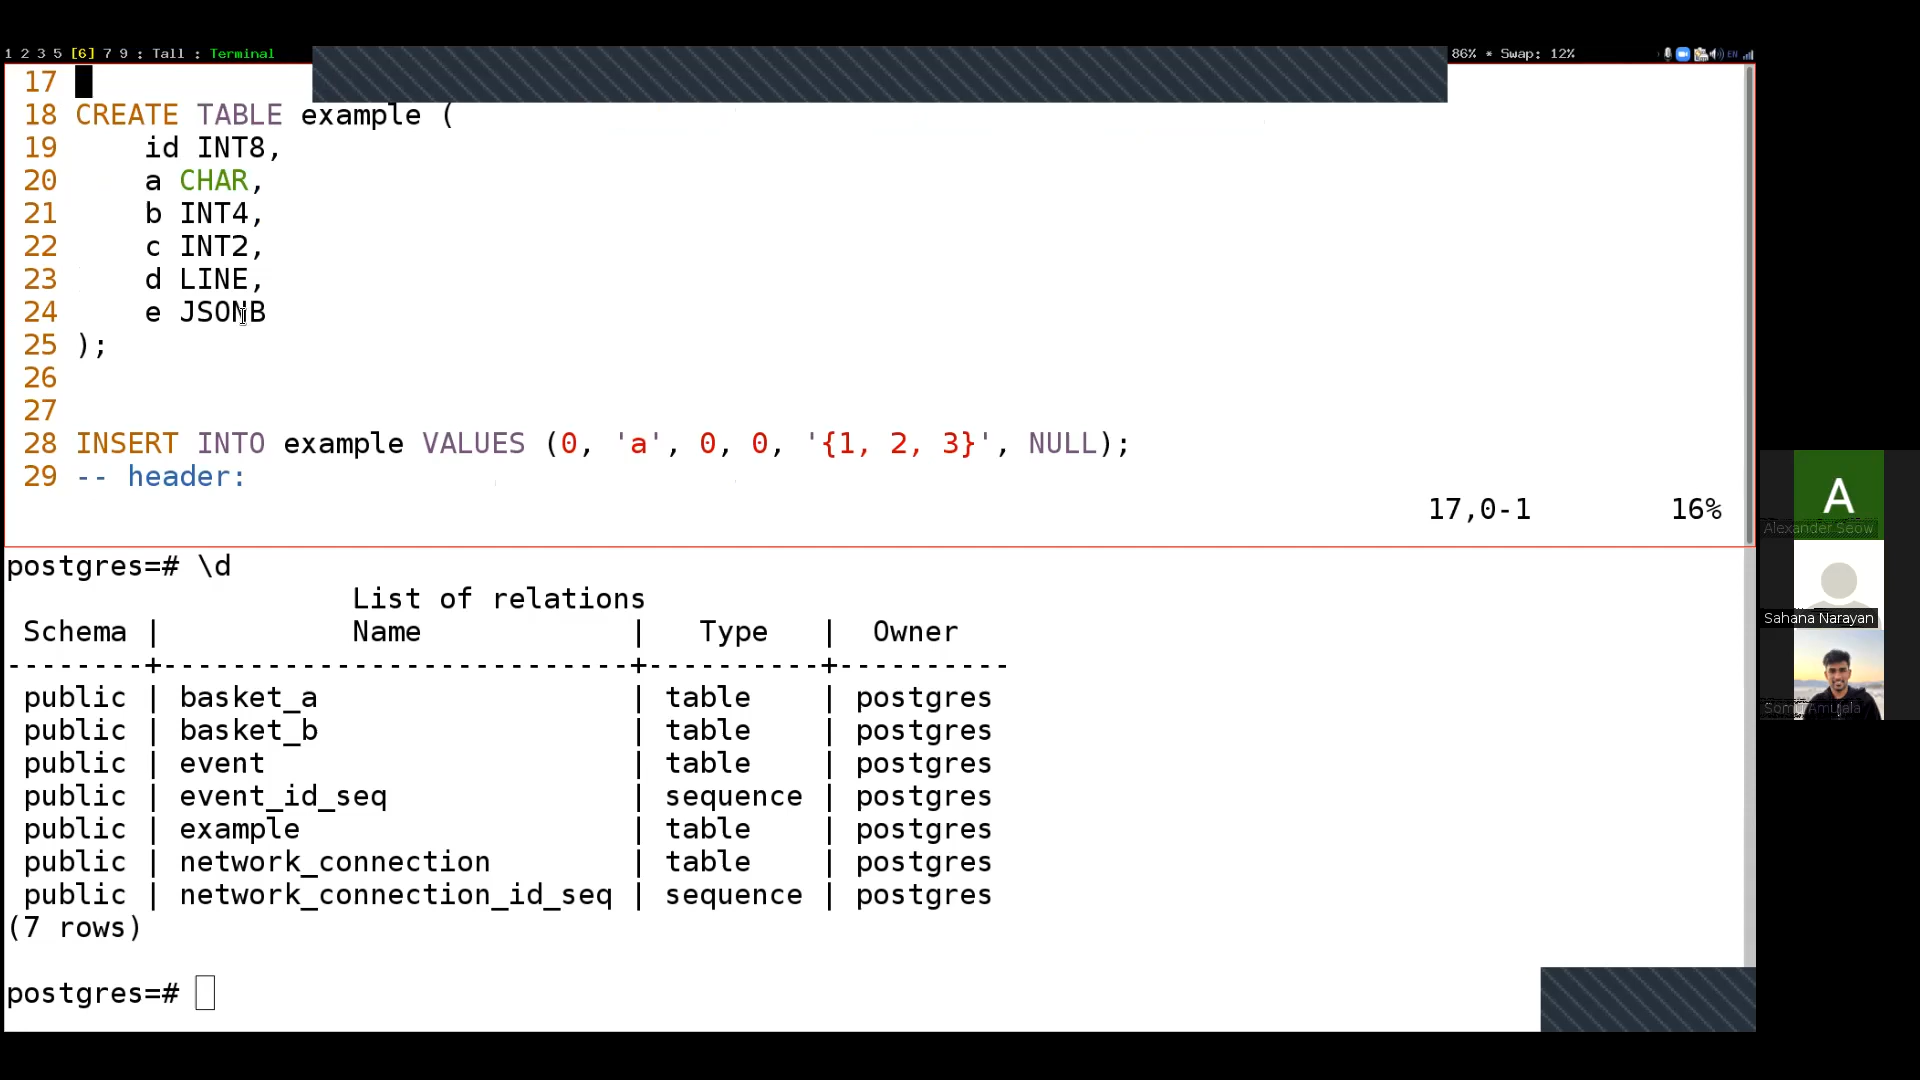 1 2 3 5 [6] 7 9 : Tall : Terminal
86% * Swap: 12%
EN
17
18 CREATE TABLE example (
19     id INT8,
20     a CHAR,
21     b INT4,
22     c INT2,
23     d LINE,
24     e JSONB
25 );
26
27
28 INSERT INTO example VALUES (0, 'a', 0, 0, '{1, 2, 3}', NULL);
29 -- header:
17,0-1 16%
postgres=# \d
List of relations
Schema | Name | Type | Owner
--------+---------------------------+----------+----------
public | basket_a | table | postgres
public | basket_b | table | postgres
public | event | table | postgres
public | event_id_seq | sequence | postgres
public | example | table | postgres
public | network_connection | table | postgres
public | network_connection_id_seq | sequence | postgres
(7 rows)
postgres=#
A
Alexander Seow
Sahana Narayan
Somu Amujala